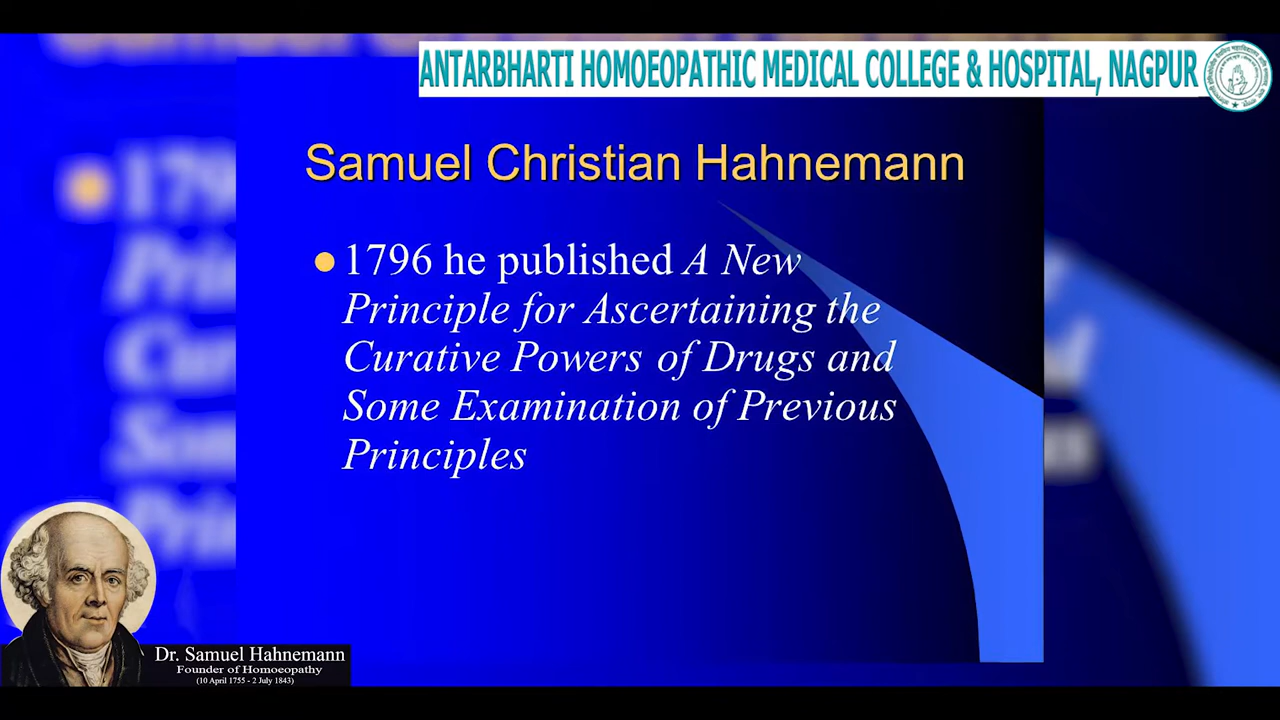 ANTARBHARTI HOMOEOPATHIC MEDICAL COLLEGE & HOSPITAL, NAGPUR
Samuel Christian Hahnemann
1796 he published A New
Principle for Ascertaining the
Curative Powers of Drugs and
Some Examination of Previous
Principles
Dr. Samuel Hahnemann
Founder of Homoeopathy
(10 April 1755 - 2 July 1843)